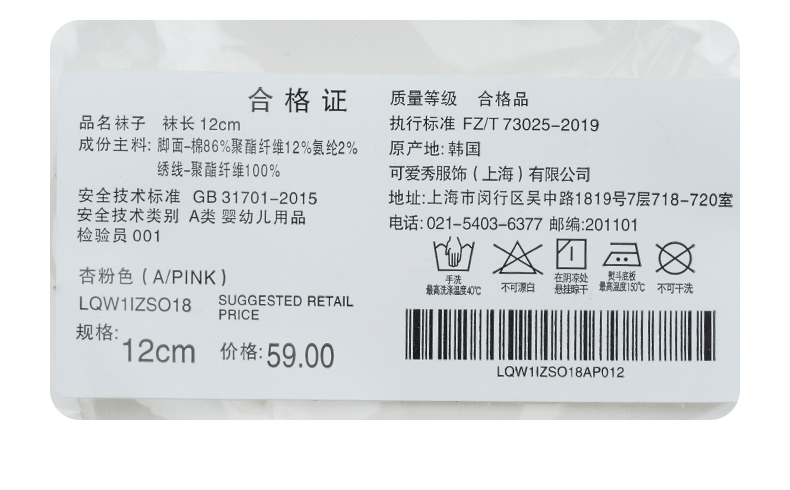 合格证
品名袜子 袜长12cm
成份主料: 脚面-棉86%聚酯纤维12%氨纶2%
绣线-聚酯纤维100%
安全技术标准 GB 31701-2015
安全技术类别 A类 婴幼儿用品
检验员 001
杏粉色 ( A/PINK )
LQW1IZSO18
SUGGESTED RETAIL
PRICE
规格: 12cm
价格: 59.00
质量等级 合格品
执行标准 FZ/T 73025-2019
原产地: 韩国
可爱秀服饰 ( 上海 ) 有限公司
地址: 上海市闵行区吴中路1819号7层718-720室
电话: 021-5403-6377 邮编:201101
手洗
最高洗涤温度40℃
不可漂白
在阴凉处
悬挂晾干
熨斗底板
最高温度150℃
不可干洗
LQW1IZSO18AP012